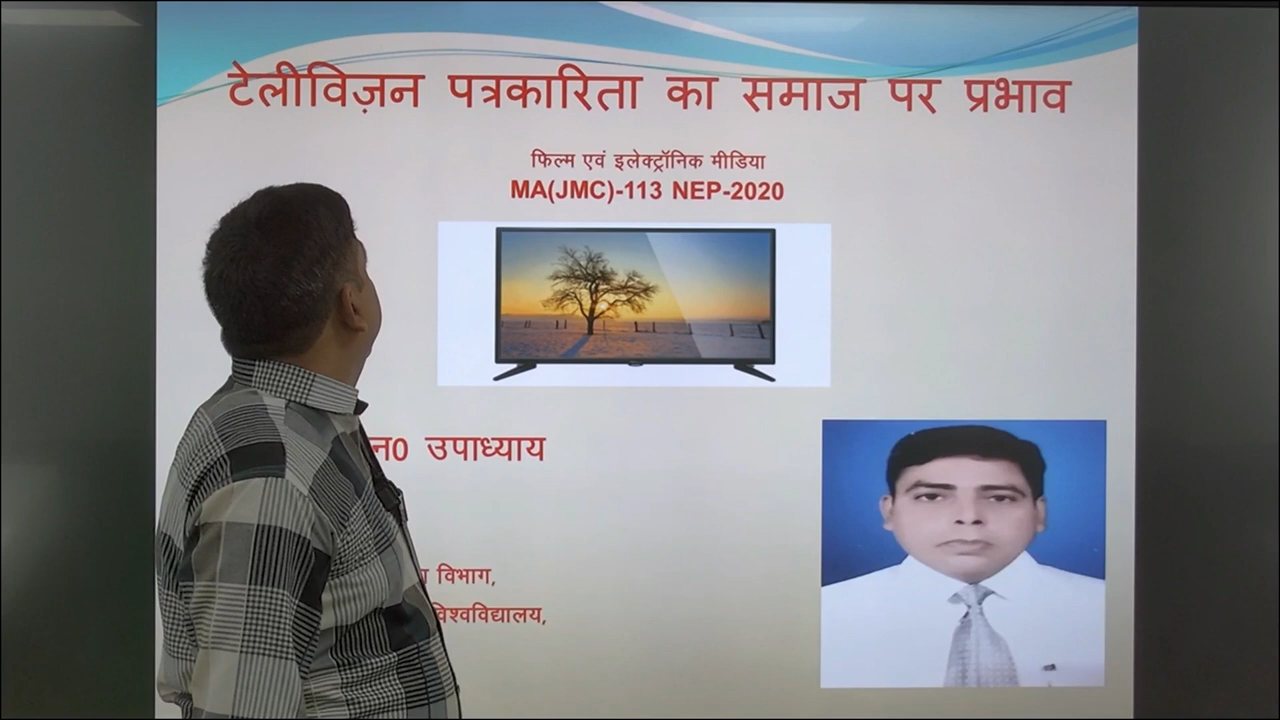 टेलीविज़न पत्रकारिता का समाज पर प्रभाव
फिल्म एवं इलेक्ट्रॉनिक मीडिया
MA(JMC)-113 NEP-2020
उपाध्याय
विभाग,
विश्वविद्यालय,